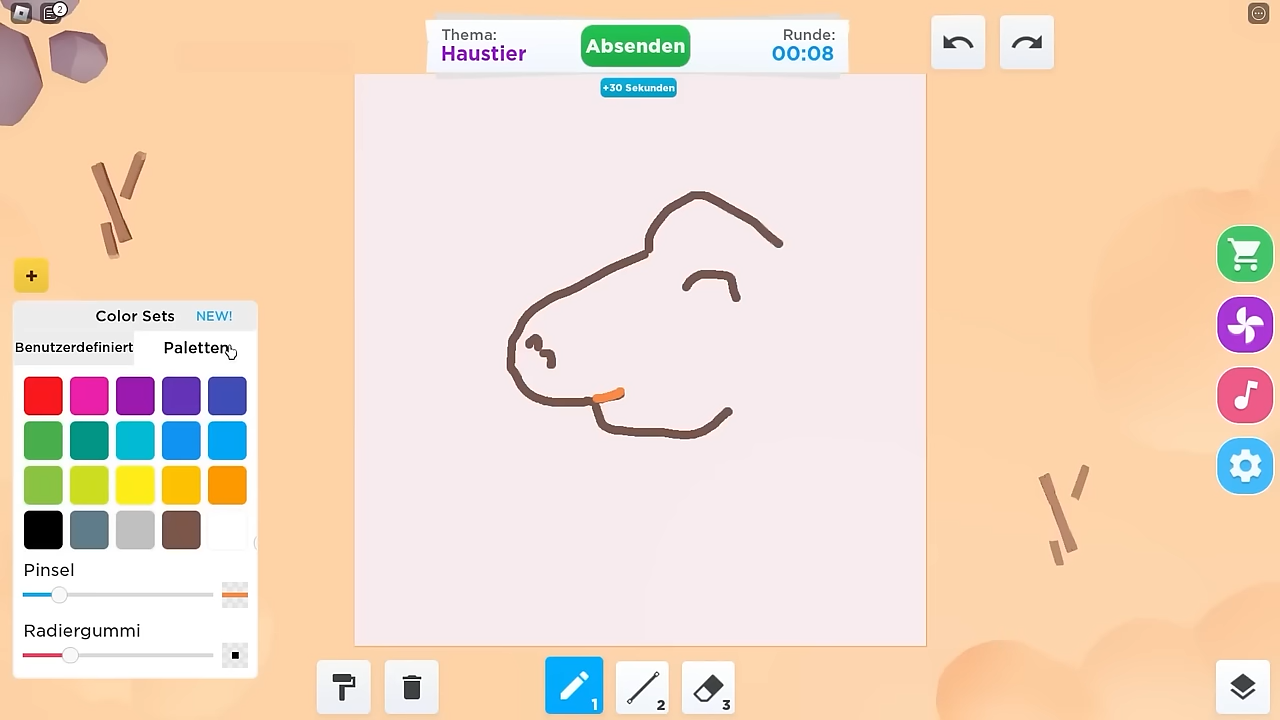 2
Thema:
Haustier
Absenden
Runde:
00:08
+30 Sekunden
+
Color Sets NEW!
Benutzerdefiniert
Paletten
Pinsel
Radiergummi
1
2
3